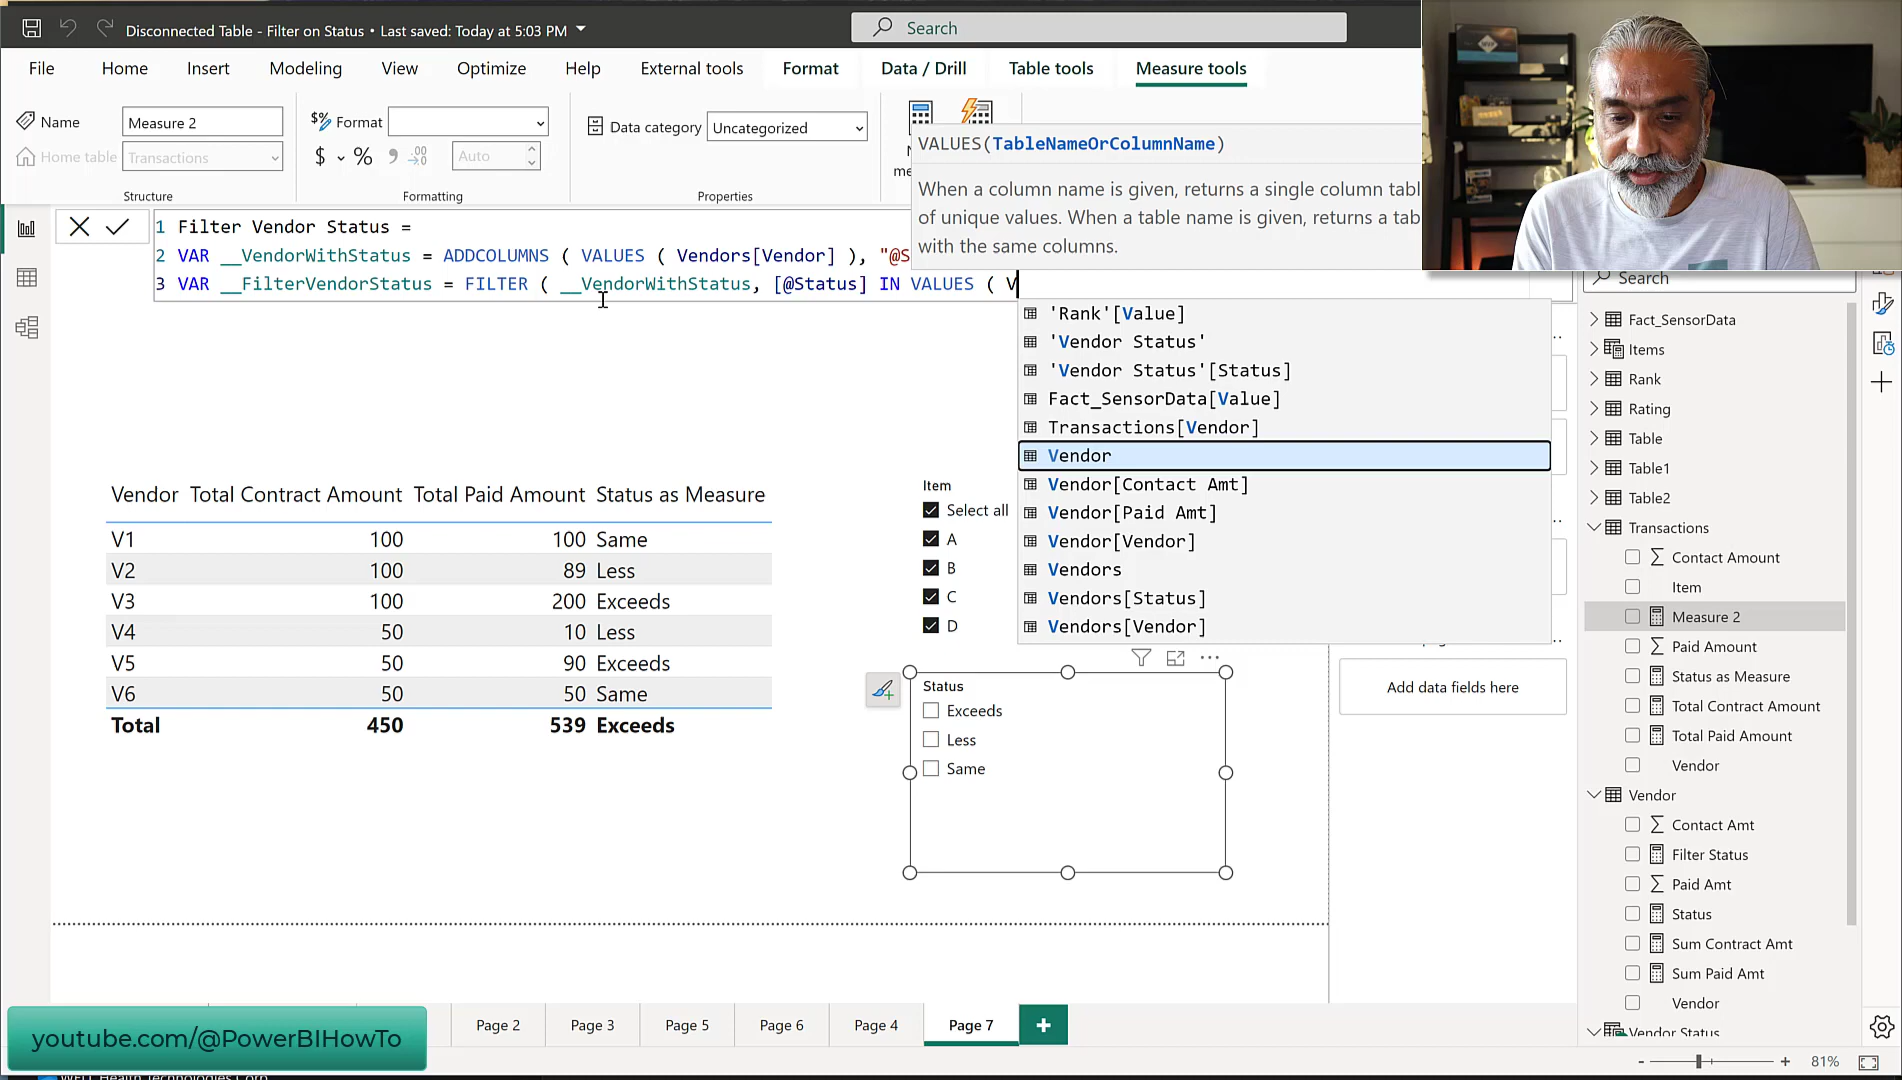 Disconnected Table - Filter on Status • Last saved: Today at 5:03 PM
Search
File Home Insert Modeling View Optimize Help External tools Format Data / Drill Table tools Measure tools
Name Measure 2
Home table Transactions
Structure
Format
$ % 9 .00
Auto
Formatting
Data category Uncategorized
Properties
VALUES(TableNameOrColumnName)
When a column name is given, returns a single column tabl
of unique values. When a table name is given, returns a tab
with the same columns.
1 Filter Vendor Status =
2 VAR __VendorWithStatus = ADDCOLUMNS ( VALUES ( Vendors[Vendor] ), "@S
3 VAR __FilterVendorStatus = FILTER ( __VendorWithStatus, [@Status] IN VALUES ( V
'Rank'[Value]
'Vendor Status'
'Vendor Status'[Status]
Fact_SensorData[Value]
Transactions[Vendor]
Vendor
Vendor[Contact Amt]
Vendor[Paid Amt]
Vendor[Vendor]
Vendors
Vendors[Status]
Vendors[Vendor]
Vendor Total Contract Amount Total Paid Amount Status as Measure
V1 100 100 Same
V2 100 89 Less
V3 100 200 Exceeds
V4 50 10 Less
V5 50 90 Exceeds
V6 50 50 Same
Total 450 539 Exceeds
Item
Select all
A
B
C
D
Status
Exceeds
Less
Same
Add data fields here
Search
Fact_SensorData
Items
Rank
Rating
Table
Table1
Table2
Transactions
Contact Amount
Item
Measure 2
Paid Amount
Status as Measure
Total Contract Amount
Total Paid Amount
Vendor
Vendor
Contact Amt
Filter Status
Paid Amt
Status
Sum Contract Amt
Sum Paid Amt
Vendor
Vendor Status
youtube.com/@PowerBIHowTo
Page 2 Page 3 Page 5 Page 6 Page 4 Page 7 +
- + 81%